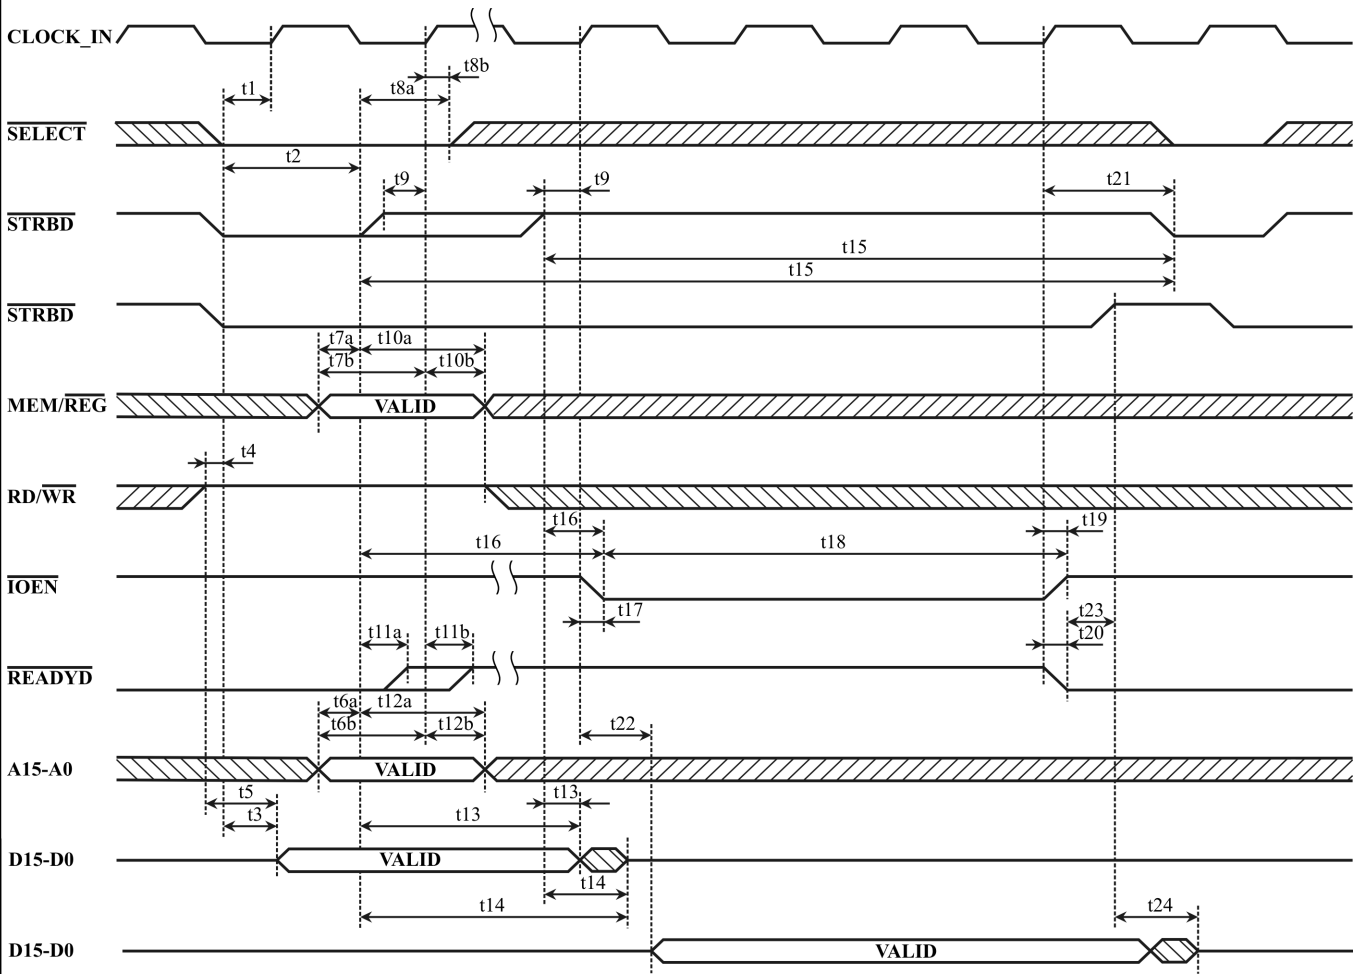 CLOCK_IN
t8b
t1
t8a
SELECT
t2
t9
t9
t21
STRBD
t15
t15
STRBD
t7a
t10a
t7b
t10b
MEM/REG
VALID
t4
RD/WR
t16
t19
t16
t18
IOEN
t17
t23
t11a
t11b
t20
READYD
t6a
t12a
t6b
t12b
t22
A15-A0
VALID
t5
t13
t3
t13
D15-D0
VALID
t14
t14
t24
D15-D0
VALID